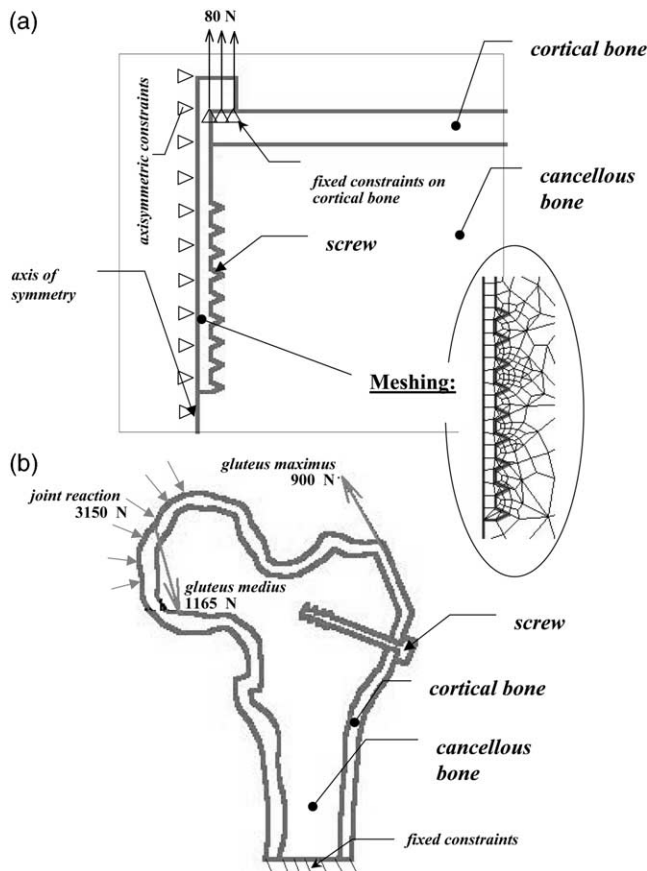 (a)
80 N
cortical bone
axisymmetric constraints
fixed constraints on
cortical bone
cancellous
bone
screw
axis of
symmetry
Meshing:
(b)
gluteus maximus
900 N
joint reaction
3150 N
gluteus medius
1165 N
screw
cortical bone
cancellous
bone
fixed constraints